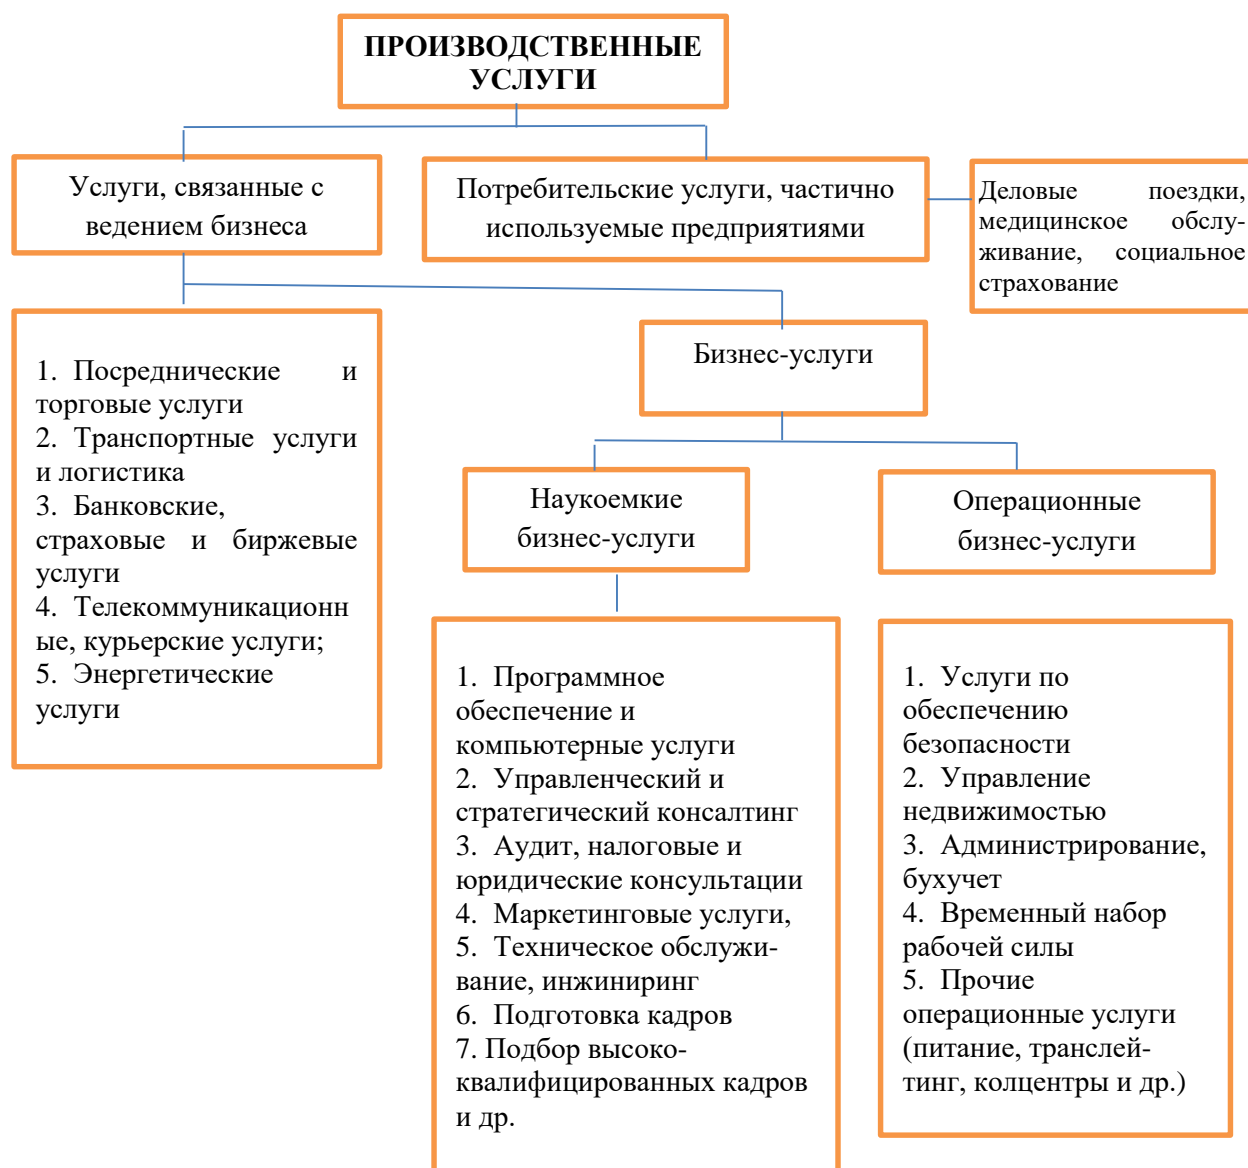 ПРОИЗВОДСТВЕННЫЕ
УСЛУГИ
Услуги, связанные с
ведением бизнеса
Потребительские услуги, частично
используемые предприятиями
Деловые поездки,
медицинское обслу-
живание, социальное
страхование
1. Посреднические и
торговые услуги
2. Транспортные услуги
и логистика
3. Банковские,
страховые и биржевые
услуги
4. Телекоммуникационн
ые, курьерские услуги;
5. Энергетические
услуги
Бизнес-услуги
Наукоемкие
бизнес-услуги
Операционные
бизнес-услуги
1. Программное
обеспечение и
компьютерные услуги
2. Управленческий и
стратегический консалтинг
3. Аудит, налоговые и
юридические консультации
4. Маркетинговые услуги,
5. Техническое обслужи-
вание, инжиниринг
6. Подготовка кадров
7. Подбор высоко-
квалифицированных кадров
и др.
1. Услуги по
обеспечению
безопасности
2. Управление
недвижимостью
3. Администрирование,
бухучет
4. Временный набор
рабочей силы
5. Прочие
операционные услуги
(питание, транслей-
тинг, колцентры и др.)